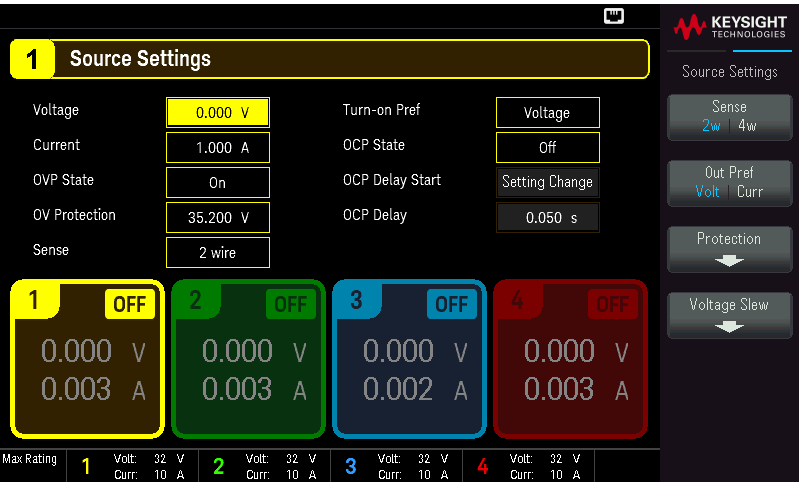 KEYSIGHT
TECHNOLOGIES
1 Source Settings
Voltage 0.000 V
Current 1.000 A
OVP State On
OV Protection 35.200 V
Sense 2 wire
Turn-on Pref Voltage
OCP State Off
OCP Delay Start Setting Change
OCP Delay 0.050 s
Source Settings
Sense
2w | 4w
Out Pref
Volt | Curr
Protection
Voltage Slew
1 OFF
0.000 V
0.003 A
2 OFF
0.000 V
0.003 A
3 OFF
0.000 V
0.002 A
4 OFF
0.000 V
0.003 A
Max Rating
1 Volt: 32 V
Curr: 10 A
2 Volt: 32 V
Curr: 10 A
3 Volt: 32 V
Curr: 10 A
4 Volt: 32 V
Curr: 10 A